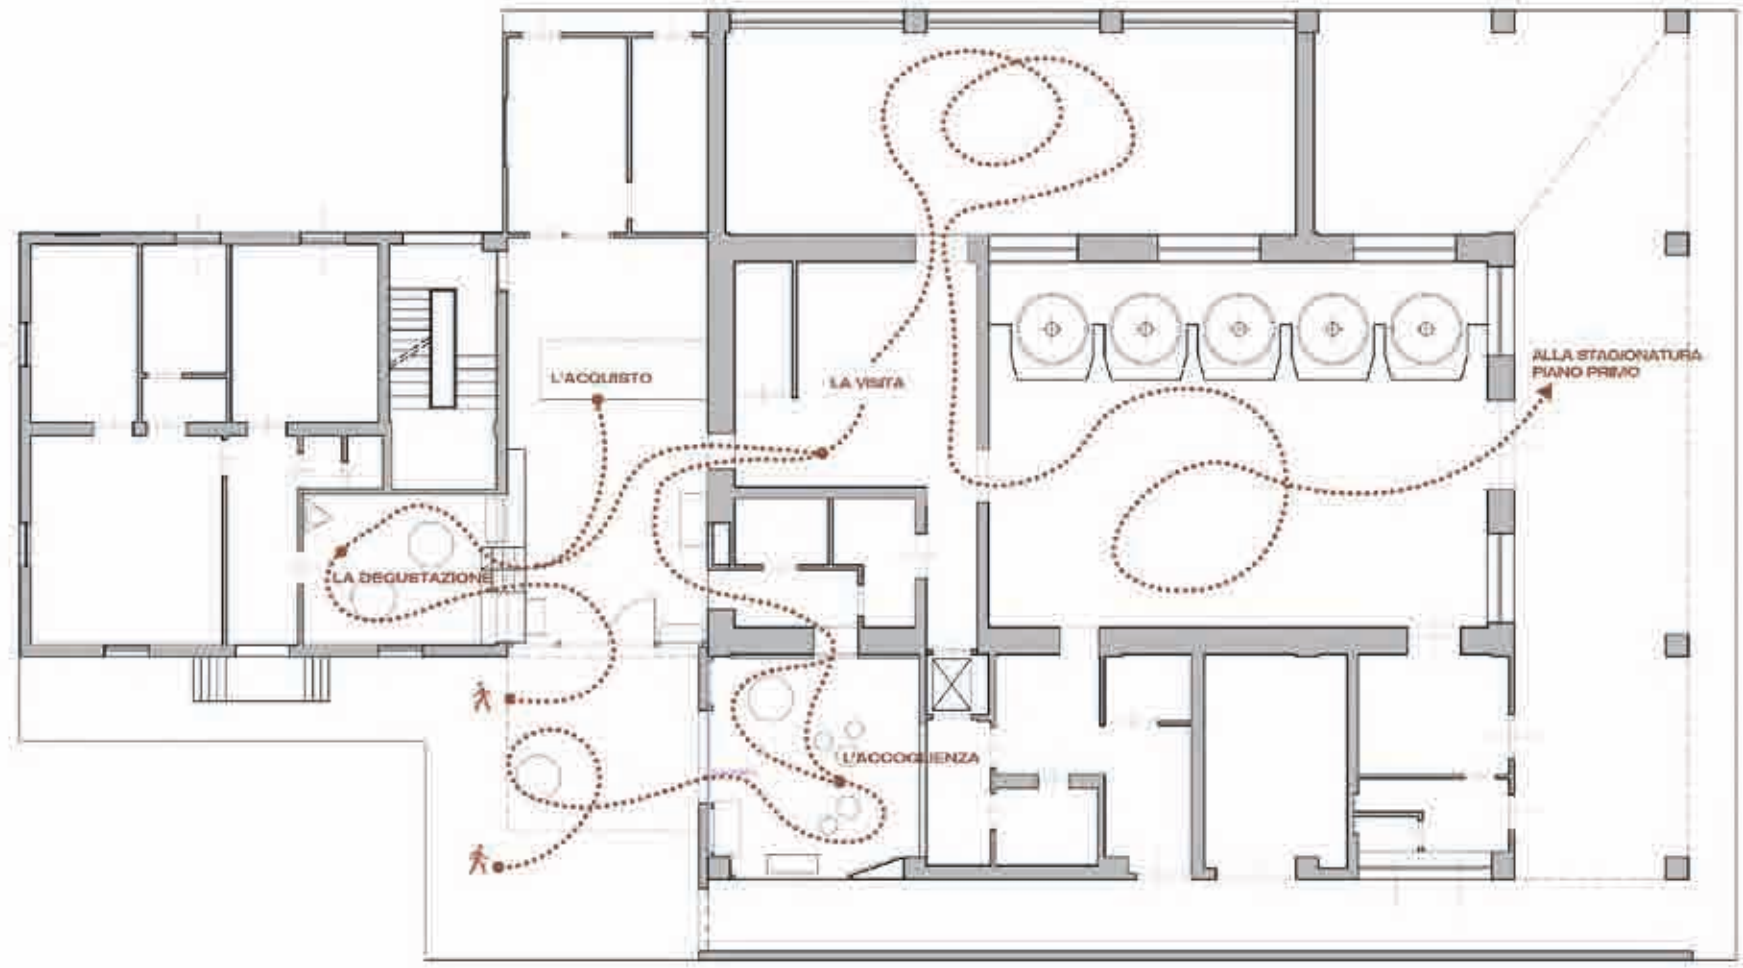 L'ACQUISTO
LA VISITA
ALLA STAGIONATURA
PIANO PRIMO
LA DEGUSTAZIONE
L'ACCOGLIENZA